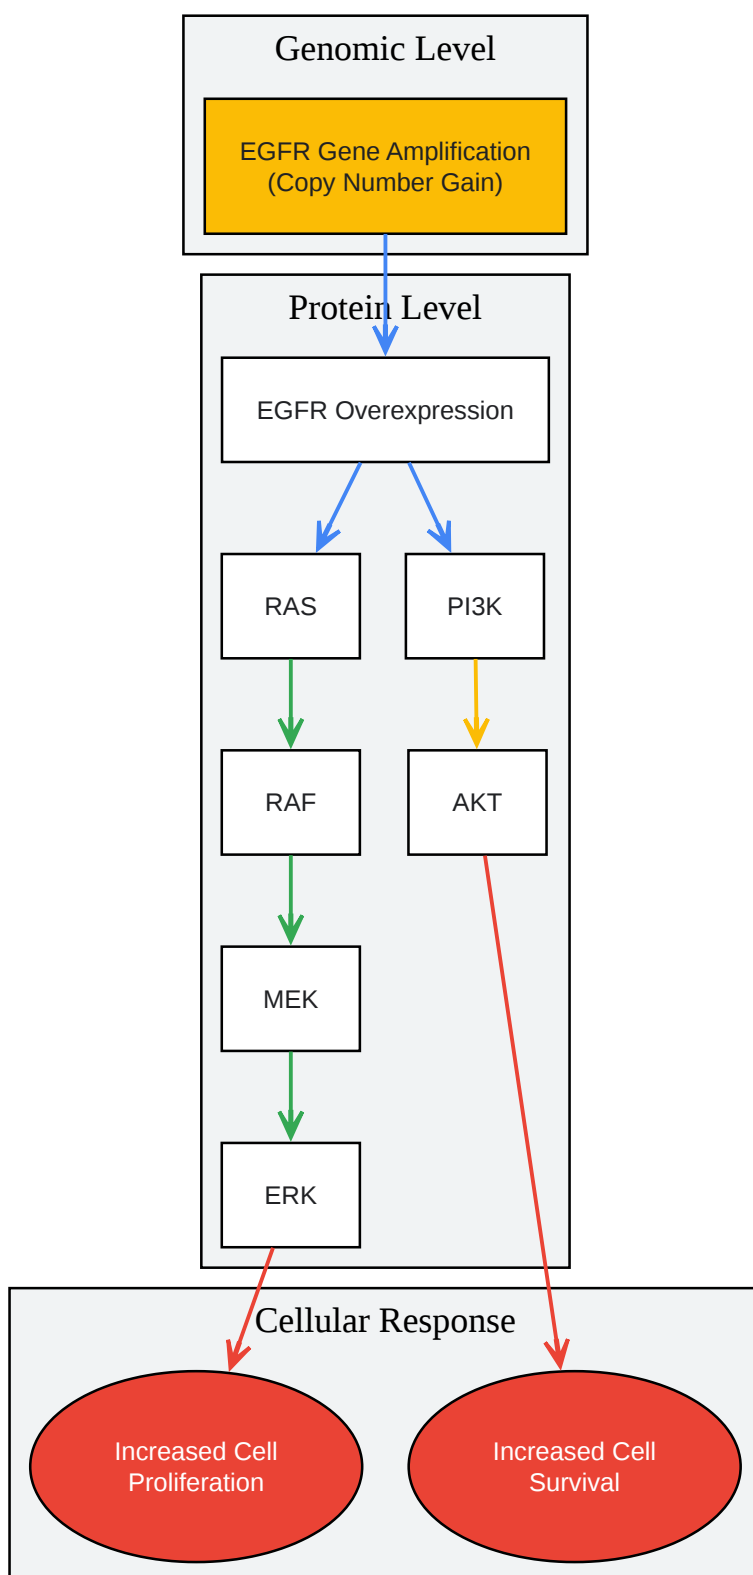 Genomic Level
EGFR Gene Amplification
(Copy Number Gain)
Protein Level
EGFR Overexpression
RAS
PI3K
RAF
AKT
MEK
ERK
Cellular Response
Increased Cell
Proliferation
Increased Cell
Survival